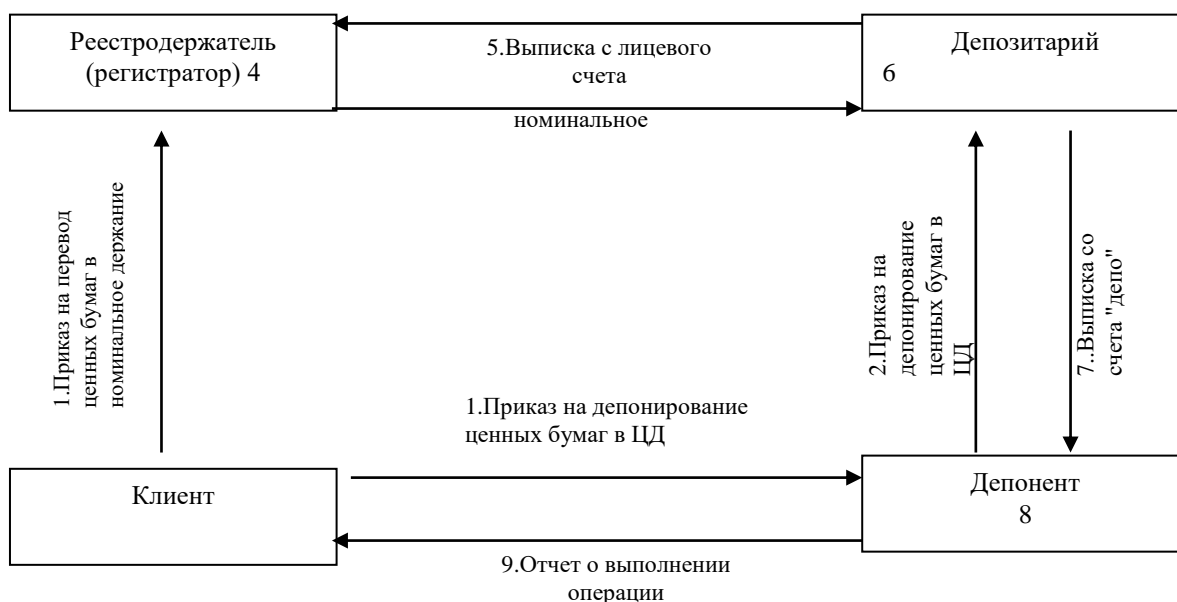 Реестродержатель
(регистратор) 4
5.Выписка с лицевого
счета
Депозитарий
6
номинальное
1.Приказ на перевод
ценных бумаг в
номинальное держание
2.Приказ на
депонирование
ценных бумаг в
ЦД
7..Выписка со
счета "депо"
1.Приказ на депонирование
ценных бумаг в ЦД
Клиент
Депонент
8
9.Отчет о выполнении
операции